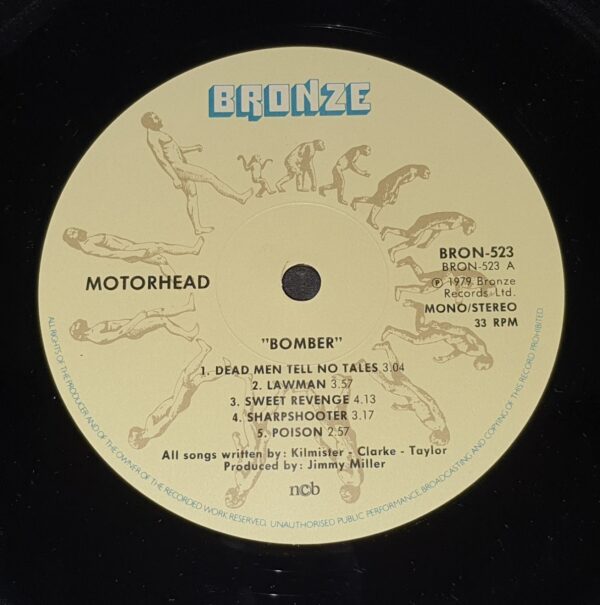 BRONZE
MOTORHEAD
BRON-523
BRON-523 A
℗ 1979 Bronze
Records Ltd.
MONO/STEREO
33 RPM
"BOMBER"
1. DEAD MEN TELL NO TALES 3.04
2. LAWMAN 3.57
3. SWEET REVENGE 4.13
4. SHARPSHOOTER 3.17
5. POISON 2:57
All songs written by: Kilmister - Clarke - Taylor
Produced by: Jimmy Miller
ncb
ALL RIGHTS OF THE PRODUCER AND OF THE OWNER OF THE RECORDED WORK RESERVED. UNAUTHORISED PUBLIC PERFORMANCE, BROADCASTING AND COPYING OF THIS RECORD PROHIBITED.